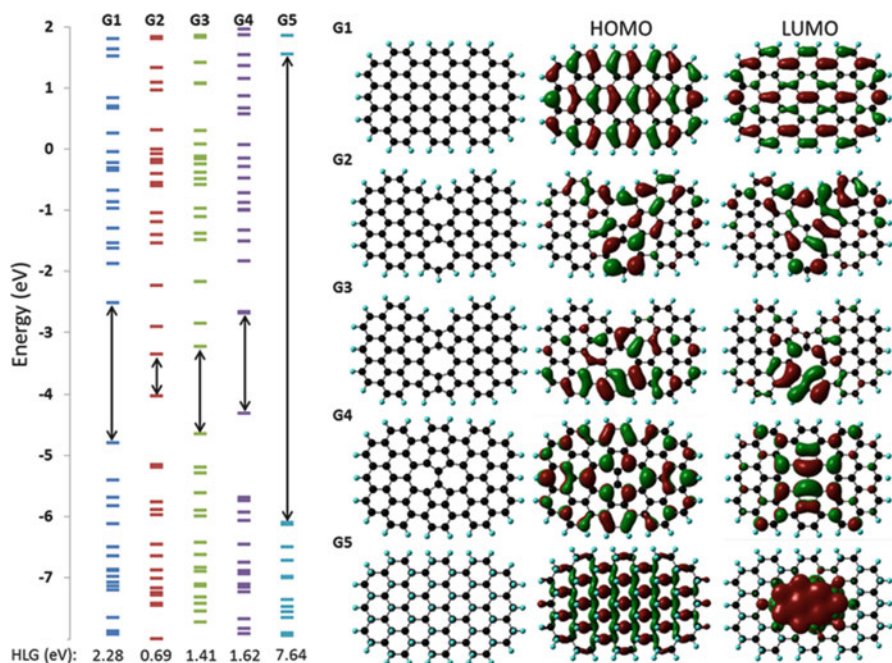 G1 G2 G3 G4 G5
Energy (eV)
2
1
0
-1
-2
-3
-4
-5
-6
-7
HLG (eV): 2.28 0.69 1.41 1.62 7.64
HOMO LUMO
G1
G2
G3
G4
G5